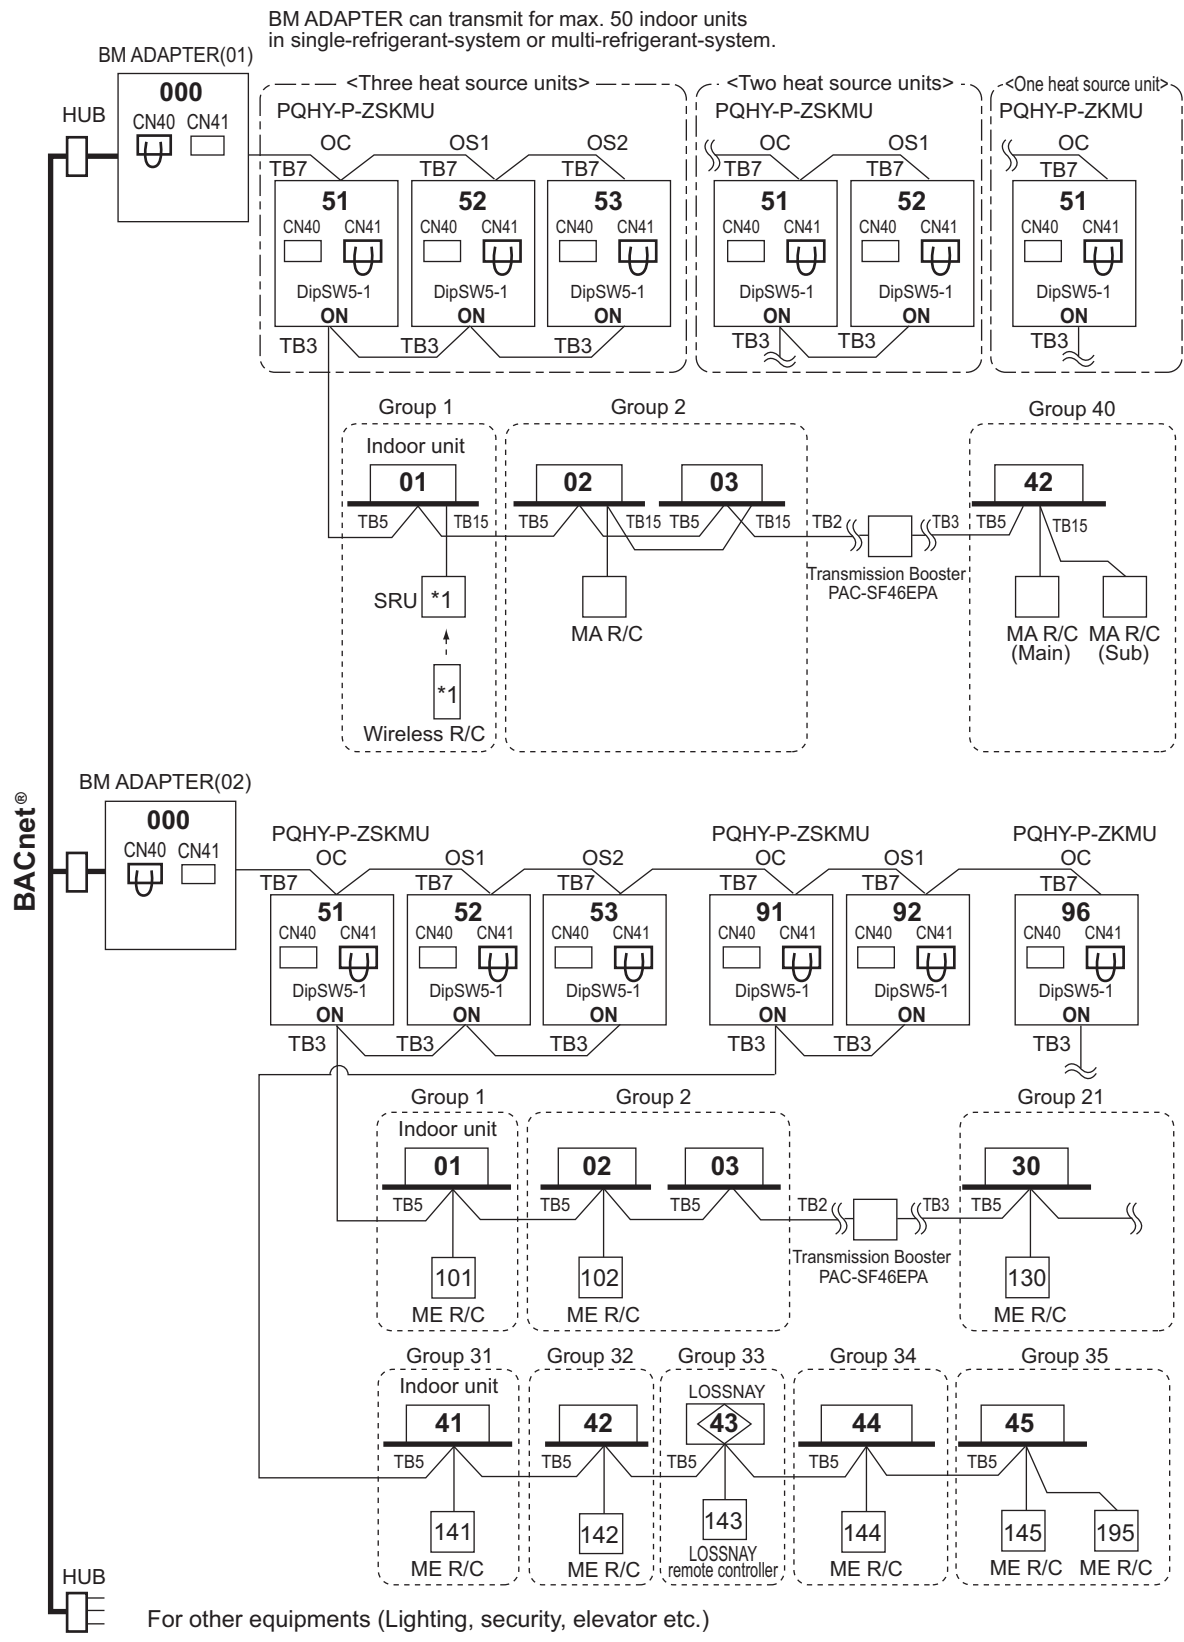 BM ADAPTER can transmit for max. 50 indoor units
in single-refrigerant-system or multi-refrigerant-system.
BM ADAPTER(01)
HUB
000
CN40 CN41
<Three heat source units>
PQHY-P-ZSKMU
<Two heat source units>
PQHY-P-ZSKMU
<One heat source unit>
PQHY-P-ZKMU
OC OS1 OS2 OC OS1 OC
TB7 TB7 TB7 TB7 TB7 TB7
51 52 53 51 52 51
CN40 CN41 CN40 CN41 CN40 CN41 CN40 CN41 CN40 CN41 CN40 CN41
DipSW5-1 DipSW5-1 DipSW5-1 DipSW5-1 DipSW5-1 DipSW5-1
ON ON ON ON ON ON
TB3 TB3 TB3 TB3 TB3 TB3
Group 1 Group 2 Group 40
Indoor unit
01 02 03 42
TB5 TB15 TB5 TB15 TB5 TB15 TB2 TB3 TB5 TB15
Transmission Booster
PAC-SF46EPA
SRU *1
MA R/C
MA R/C
(Main)
MA R/C
(Sub)
*1
Wireless R/C
BACnet®
BM ADAPTER(02)
000
CN40 CN41
PQHY-P-ZSKMU PQHY-P-ZSKMU PQHY-P-ZKMU
OC OS1 OS2 OC OS1 OC
TB7 TB7 TB7 TB7 TB7 TB7
51 52 53 91 92 96
CN40 CN41 CN40 CN41 CN40 CN41 CN40 CN41 CN40 CN41 CN40 CN41
DipSW5-1 DipSW5-1 DipSW5-1 DipSW5-1 DipSW5-1 DipSW5-1
ON ON ON ON ON ON
TB3 TB3 TB3 TB3 TB3 TB3
Group 1 Group 2 Group 21
Indoor unit
01 02 03 30
TB5 TB5 TB5 TB2 TB3 TB5
Transmission Booster
PAC-SF46EPA
101 102 130
ME R/C ME R/C ME R/C
Group 31 Group 32 Group 33 Group 34 Group 35
Indoor unit LOSSNAY
41 42 43 44 45
TB5 TB5 TB5 TB5 TB5
141 142 143 144 145 195
ME R/C ME R/C
LOSSNAY
remote controller
ME R/C ME R/C ME R/C
HUB
For other equipments (Lighting, security, elevator etc.)